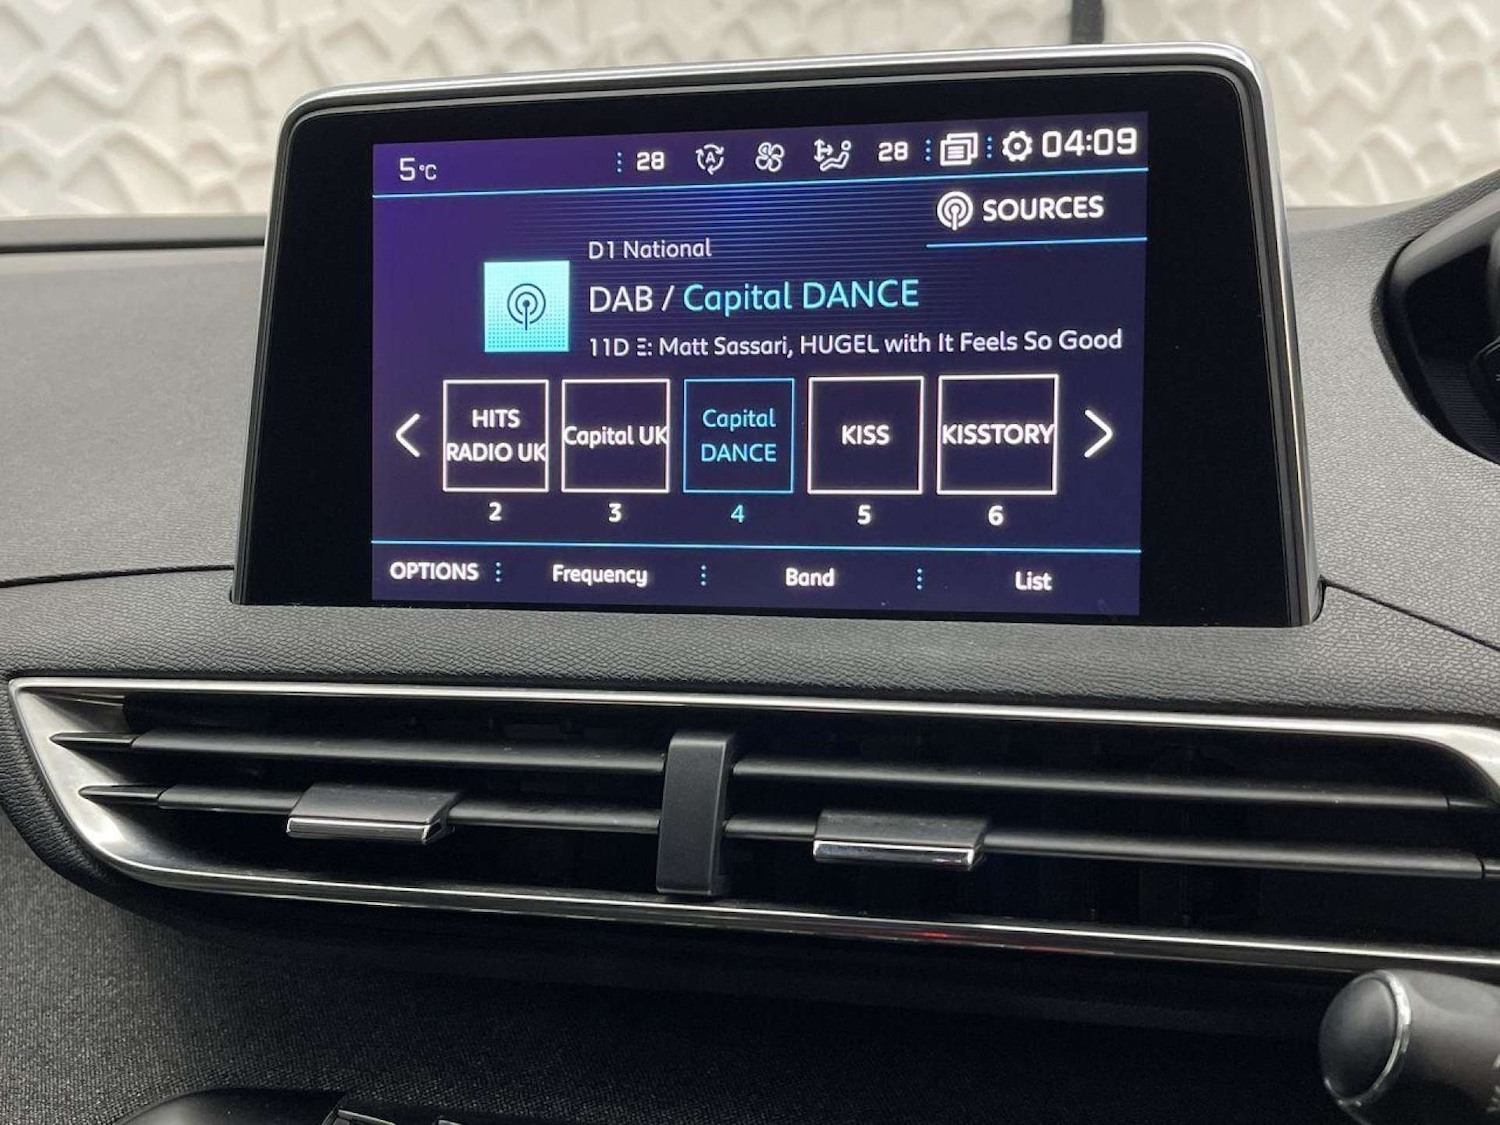 5°C 28 28 04:09
SOURCES
D1 National
DAB / Capital DANCE
11D Ξ: Matt Sassari, HUGEL with It Feels So Good
HITS
RADIO UK
Capital UK
Capital
DANCE
KISS
KISSTORY
2 3 4 5 6
OPTIONS Frequency Band List